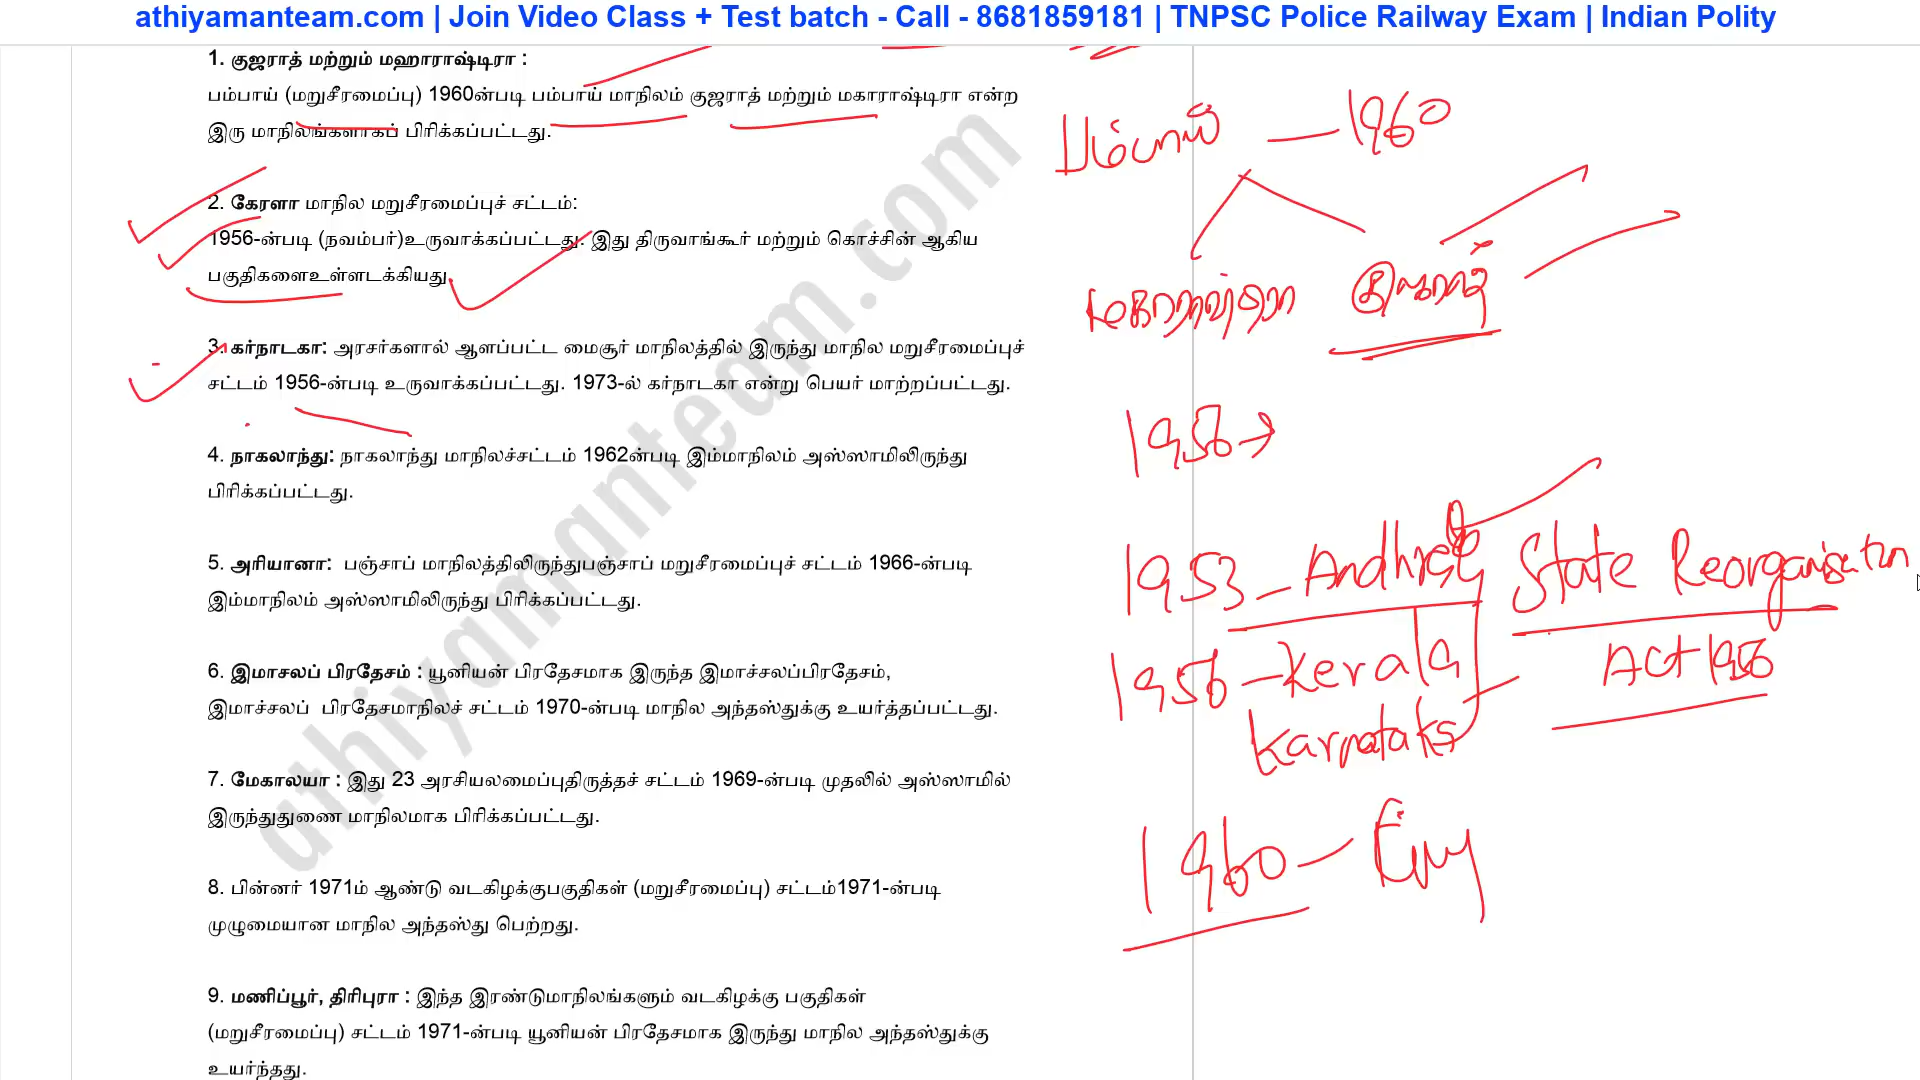 athiyamanteam.com | Join Video Class + Test batch - Call - 8681859181 | TNPSC Police Railway Exam | Indian Polity
1. குஜராத் மற்றும் மஹாராஷ்டிரா :
பம்பாய் (மறுசீரமைப்பு) 1960ன்படி பம்பாய் மாநிலம் குஜராத் மற்றும் மகாராஷ்டிரா என்ற
இரு மாநிலங்களாகப் பிரிக்கப்பட்டது.
2. கேரளா மாநில மறுசீரமைப்புச் சட்டம்:
1956-ன்படி (நவம்பர்)உருவாக்கப்பட்டது. இது திருவாங்கூர் மற்றும் கொச்சின் ஆகிய
பகுதிகளைஉள்ளடக்கியது.
3. கர்நாடகா: அரசர்களால் ஆளப்பட்ட மைசூர் மாநிலத்தில் இருந்து மாநில மறுசீரமைப்புச்
சட்டம் 1956-ன்படி உருவாக்கப்பட்டது. 1973-ல் கர்நாடகா என்று பெயர் மாற்றப்பட்டது.
4. நாகலாந்து: நாகலாந்து மாநிலச்சட்டம் 1962ன்படி இம்மாநிலம் அஸ்ஸாமிலிருந்து
பிரிக்கப்பட்டது.
5. அரியானா: பஞ்சாப் மாநிலத்திலிருந்துபஞ்சாப் மறுசீரமைப்புச் சட்டம் 1966-ன்படி
இம்மாநிலம் அஸ்ஸாமிலிருந்து பிரிக்கப்பட்டது.
6. இமாசலப் பிரதேசம் : யூனியன் பிரதேசமாக இருந்த இமாச்சலப்பிரதேசம்,
இமாச்சலப் பிரதேசமாநிலச் சட்டம் 1970-ன்படி மாநில அந்தஸ்துக்கு உயர்த்தப்பட்டது.
7. மேகாலயா : இது 23 அரசியலமைப்புதிருத்தச் சட்டம் 1969-ன்படி முதலில் அஸ்ஸாமில்
இருந்துதுணை மாநிலமாக பிரிக்கப்பட்டது.
8. பின்னர் 1971ம் ஆண்டு வடகிழக்குபகுதிகள் (மறுசீரமைப்பு) சட்டம்1971-ன்படி
முழுமையான மாநில அந்தஸ்து பெற்றது.
9. மணிப்பூர், திரிபுரா : இந்த இரண்டுமாநிலங்களும் வடகிழக்கு பகுதிகள்
(மறுசீரமைப்பு) சட்டம் 1971-ன்படி யூனியன் பிரதேசமாக இருந்து மாநில அந்தஸ்துக்கு
உயர்ந்தது.
athiyamanteam.com
பம்பாய் — 1960
குஜராத்
1956 →
1953 - Andhra State Reorganisation
1956 - Kerala Act 1956
Karnataka
1960 -